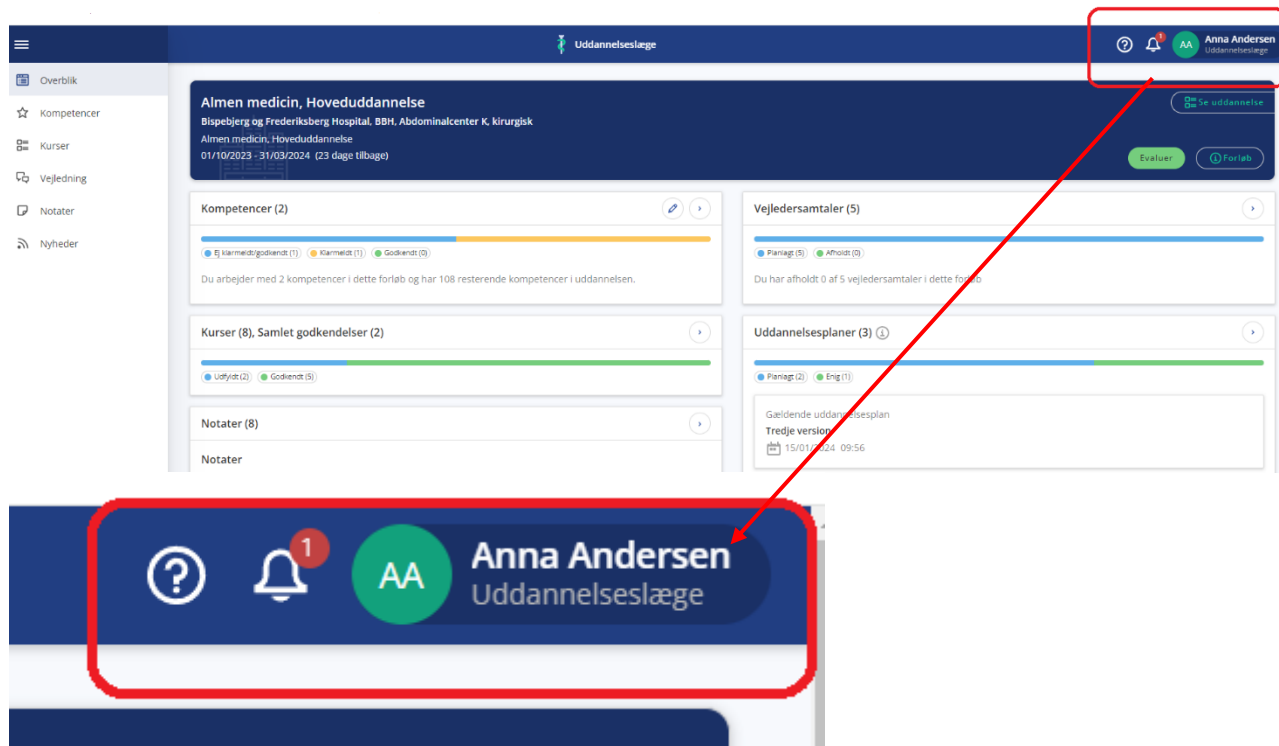 Uddannelseslæge
1
AA
Anna Andersen
Uddannelseslæge
Overblik
Kompetencer
Kurser
Vejledning
Notater
Nyheder
Almen medicin, Hoveduddannelse
Bispebjerg og Frederiksberg Hospital, BBH, Abdominalcenter K, kirurgisk
Almen medicin, Hoveduddannelse
01/10/2023 - 31/03/2024 (23 dage tilbage)
Se uddannelse
Evaluer
Forløb
Kompetencer (2)
Ej klarmeldt/godkendt (1) Klarmeldt (1) Godkendt (0)
Du arbejder med 2 kompetencer i dette forløb og har 108 resterende kompetencer i uddannelsen.
Vejledersamtaler (5)
Planlagt (5) Afholdt (0)
Du har afholdt 0 af 5 vejledersamtaler i dette forløb
Kurser (8), Samlet godkendelser (2)
Udfyldt (2) Godkendt (5)
Uddannelsesplaner (3)
Planlagt (2) Enig (1)
Gældende uddannelsesplan
Tredje version
15/01/2024 09:56
Notater (8)
Notater
1
AA
Anna Andersen
Uddannelseslæge